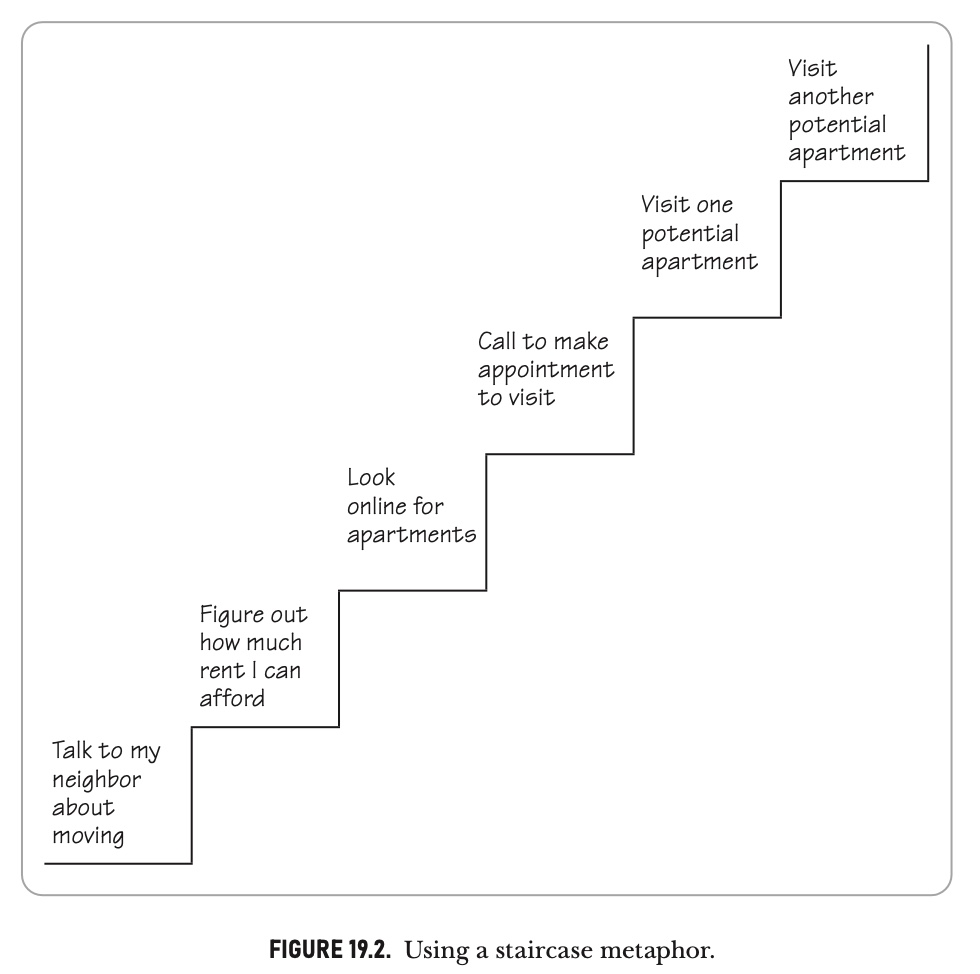 Visit
another
potential
apartment
Visit one
potential
apartment
Call to make
appointment
to visit
Look
online for
apartments
Figure out
how much
rent I can
afford
Talk to my
neighbor
about
moving
FIGURE 19.2. Using a staircase metaphor.